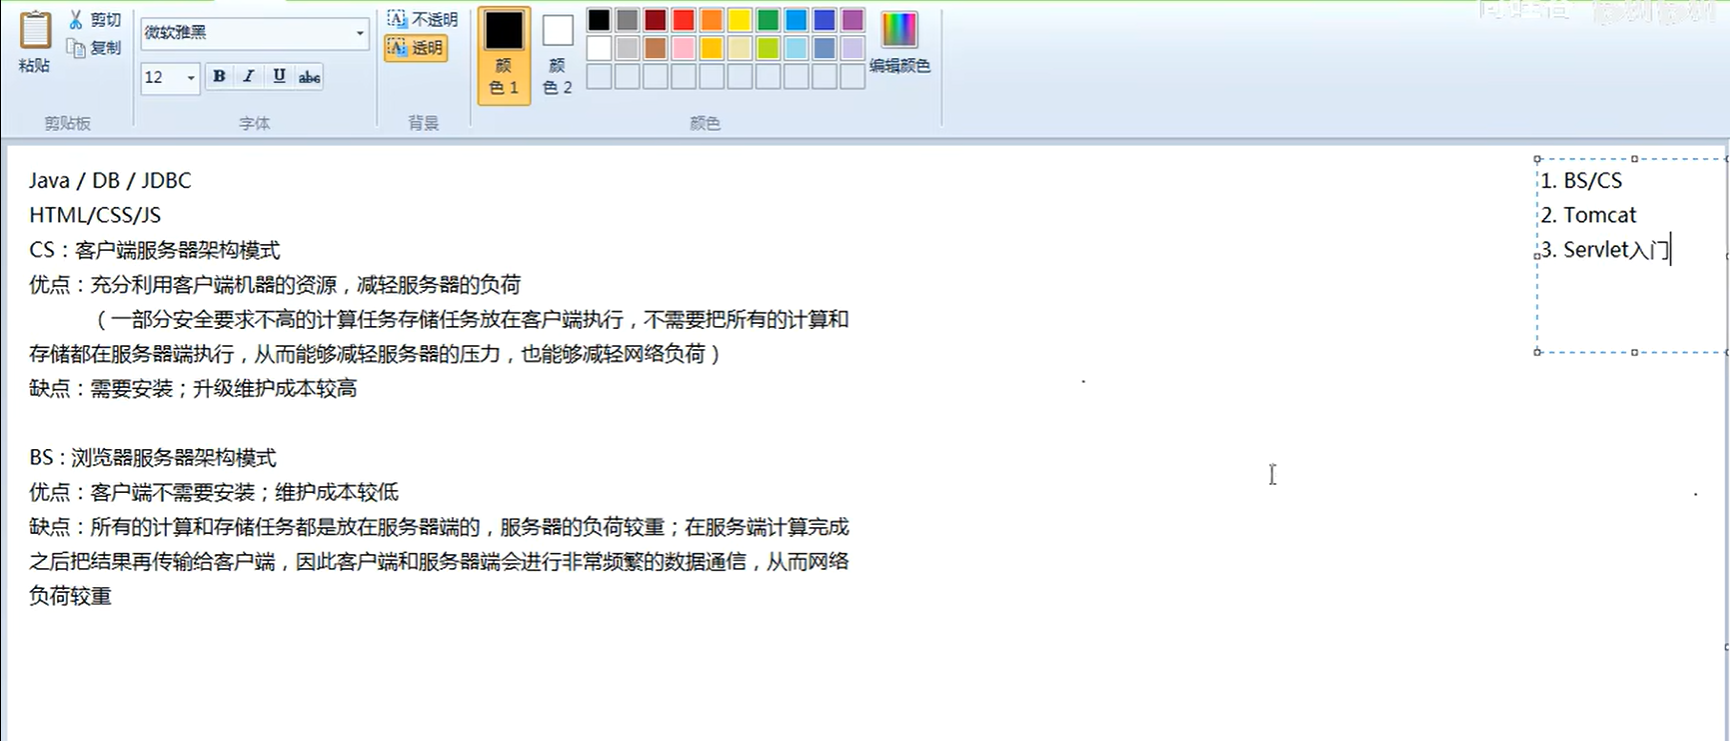 粘贴
剪切
复制
剪贴板
微软雅黑
12
B I U abc
字体
不透明
透明
背景
颜色 1
颜色 2
编辑颜色
颜色
Java / DB / JDBC
HTML/CSS/JS
CS：客户端服务器架构模式
优点：充分利用客户端机器的资源，减轻服务器的负荷
（一部分安全要求不高的计算任务存储任务放在客户端执行，不需要把所有的计算和
存储都在服务器端执行，从而能够减轻服务器的压力，也能够减轻网络负荷）
缺点：需要安装；升级维护成本较高
BS : 浏览器服务器架构模式
优点：客户端不需要安装；维护成本较低
缺点：所有的计算和存储任务都是放在服务器端的，服务器的负荷较重；在服务端计算完成
之后把结果再传输给客户端，因此客户端和服务器端会进行非常频繁的数据通信，从而网络
负荷较重
1. BS/CS
2. Tomcat
3. Servlet入门